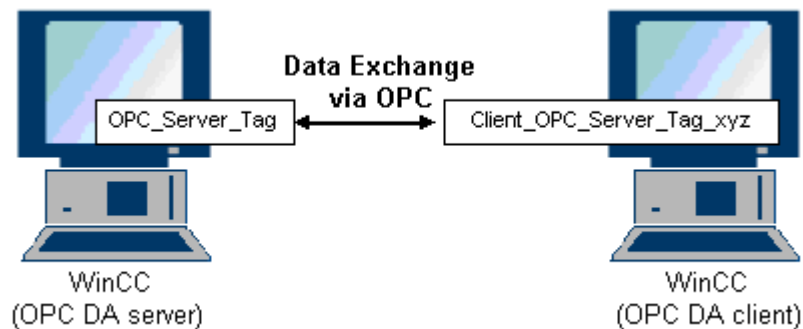 Data Exchange
via OPC
OPC_Server_Tag
Client_OPC_Server_Tag_xyz
WinCC
(OPC DA server)
WinCC
(OPC DA client)